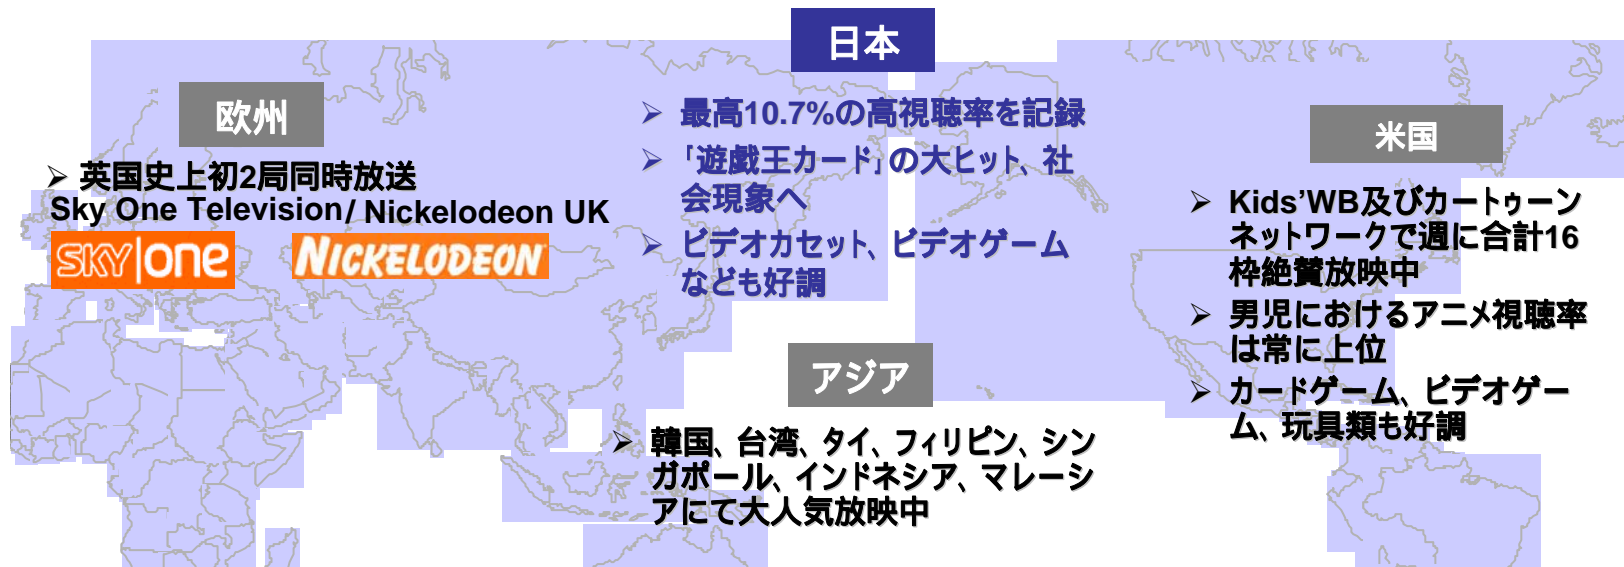 日本
最高10.7%の高視聴率を記録
「遊戯王カード」の大ヒット、社
会現象へ
ビデオカセット、ビデオゲーム
なども好調
欧州
英国史上初2局同時放送
Sky One Television/ Nickelodeon UK
SKY one
NICKELODEON
米国
Kids’WB及びカートゥーン
ネットワークで週に合計16
枠絶賛放映中
男児におけるアニメ視聴率
は常に上位
カードゲーム、ビデオゲー
ム、玩具類も好調
アジア
韓国、台湾、タイ、フィリピン、シン
ガポール、インドネシア、マレーシ
アにて大人気放映中